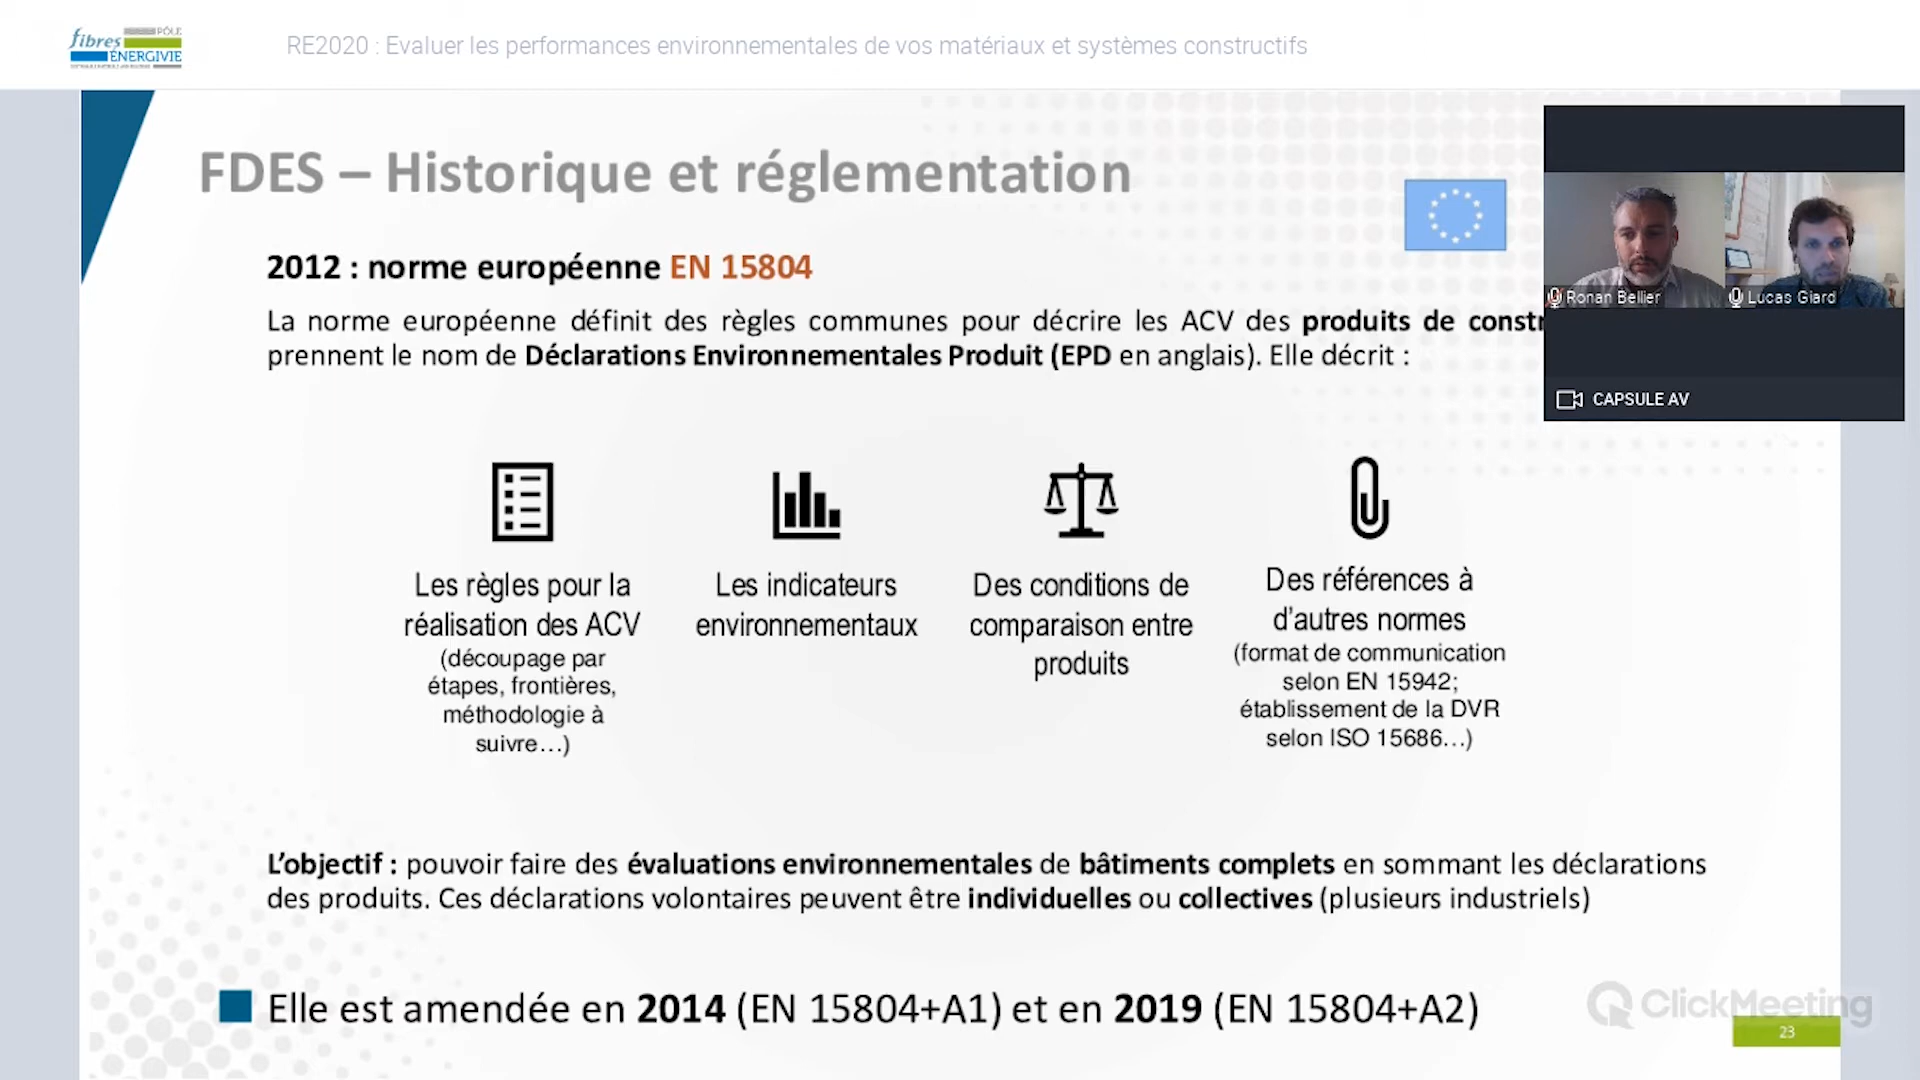 fibres PÔLE
ÉNERGIVIE
RE2020 : Evaluer les performances environnementales de vos matériaux et systèmes constructifs
FDES – Historique et réglementation
2012 : norme européenne EN 15804
La norme européenne définit des règles communes pour décrire les ACV des produits de constr
prennent le nom de Déclarations Environnementales Produit (EPD en anglais). Elle décrit :
Ronan Bellier
Lucas Giard
CAPSULE AV
Les règles pour la
réalisation des ACV
(découpage par
étapes, frontières,
méthodologie à
suivre…)
Les indicateurs
environnementaux
Des conditions de
comparaison entre
produits
Des références à
d'autres normes
(format de communication
selon EN 15942;
établissement de la DVR
selon ISO 15686…)
L'objectif : pouvoir faire des évaluations environnementales de bâtiments complets en sommant les déclarations
des produits. Ces déclarations volontaires peuvent être individuelles ou collectives (plusieurs industriels)
Elle est amendée en 2014 (EN 15804+A1) et en 2019 (EN 15804+A2)
ClickMeeting
23